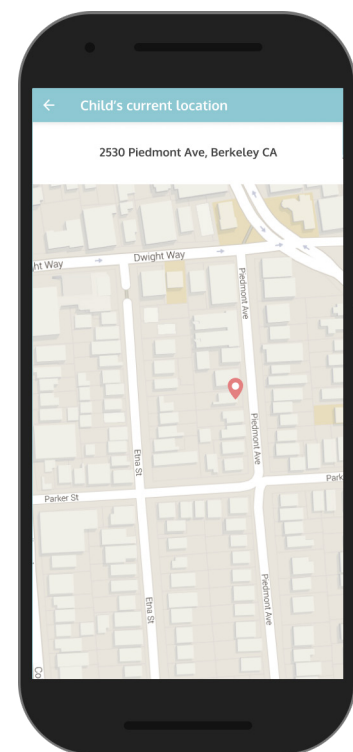 Child's current location
2530 Piedmont Ave, Berkeley CA
ht Way
Dwight Way
Piedmont Ave
Piedmont Ave
Etna St
Park
Parker St
Piedmont Ave
Etna St
Co